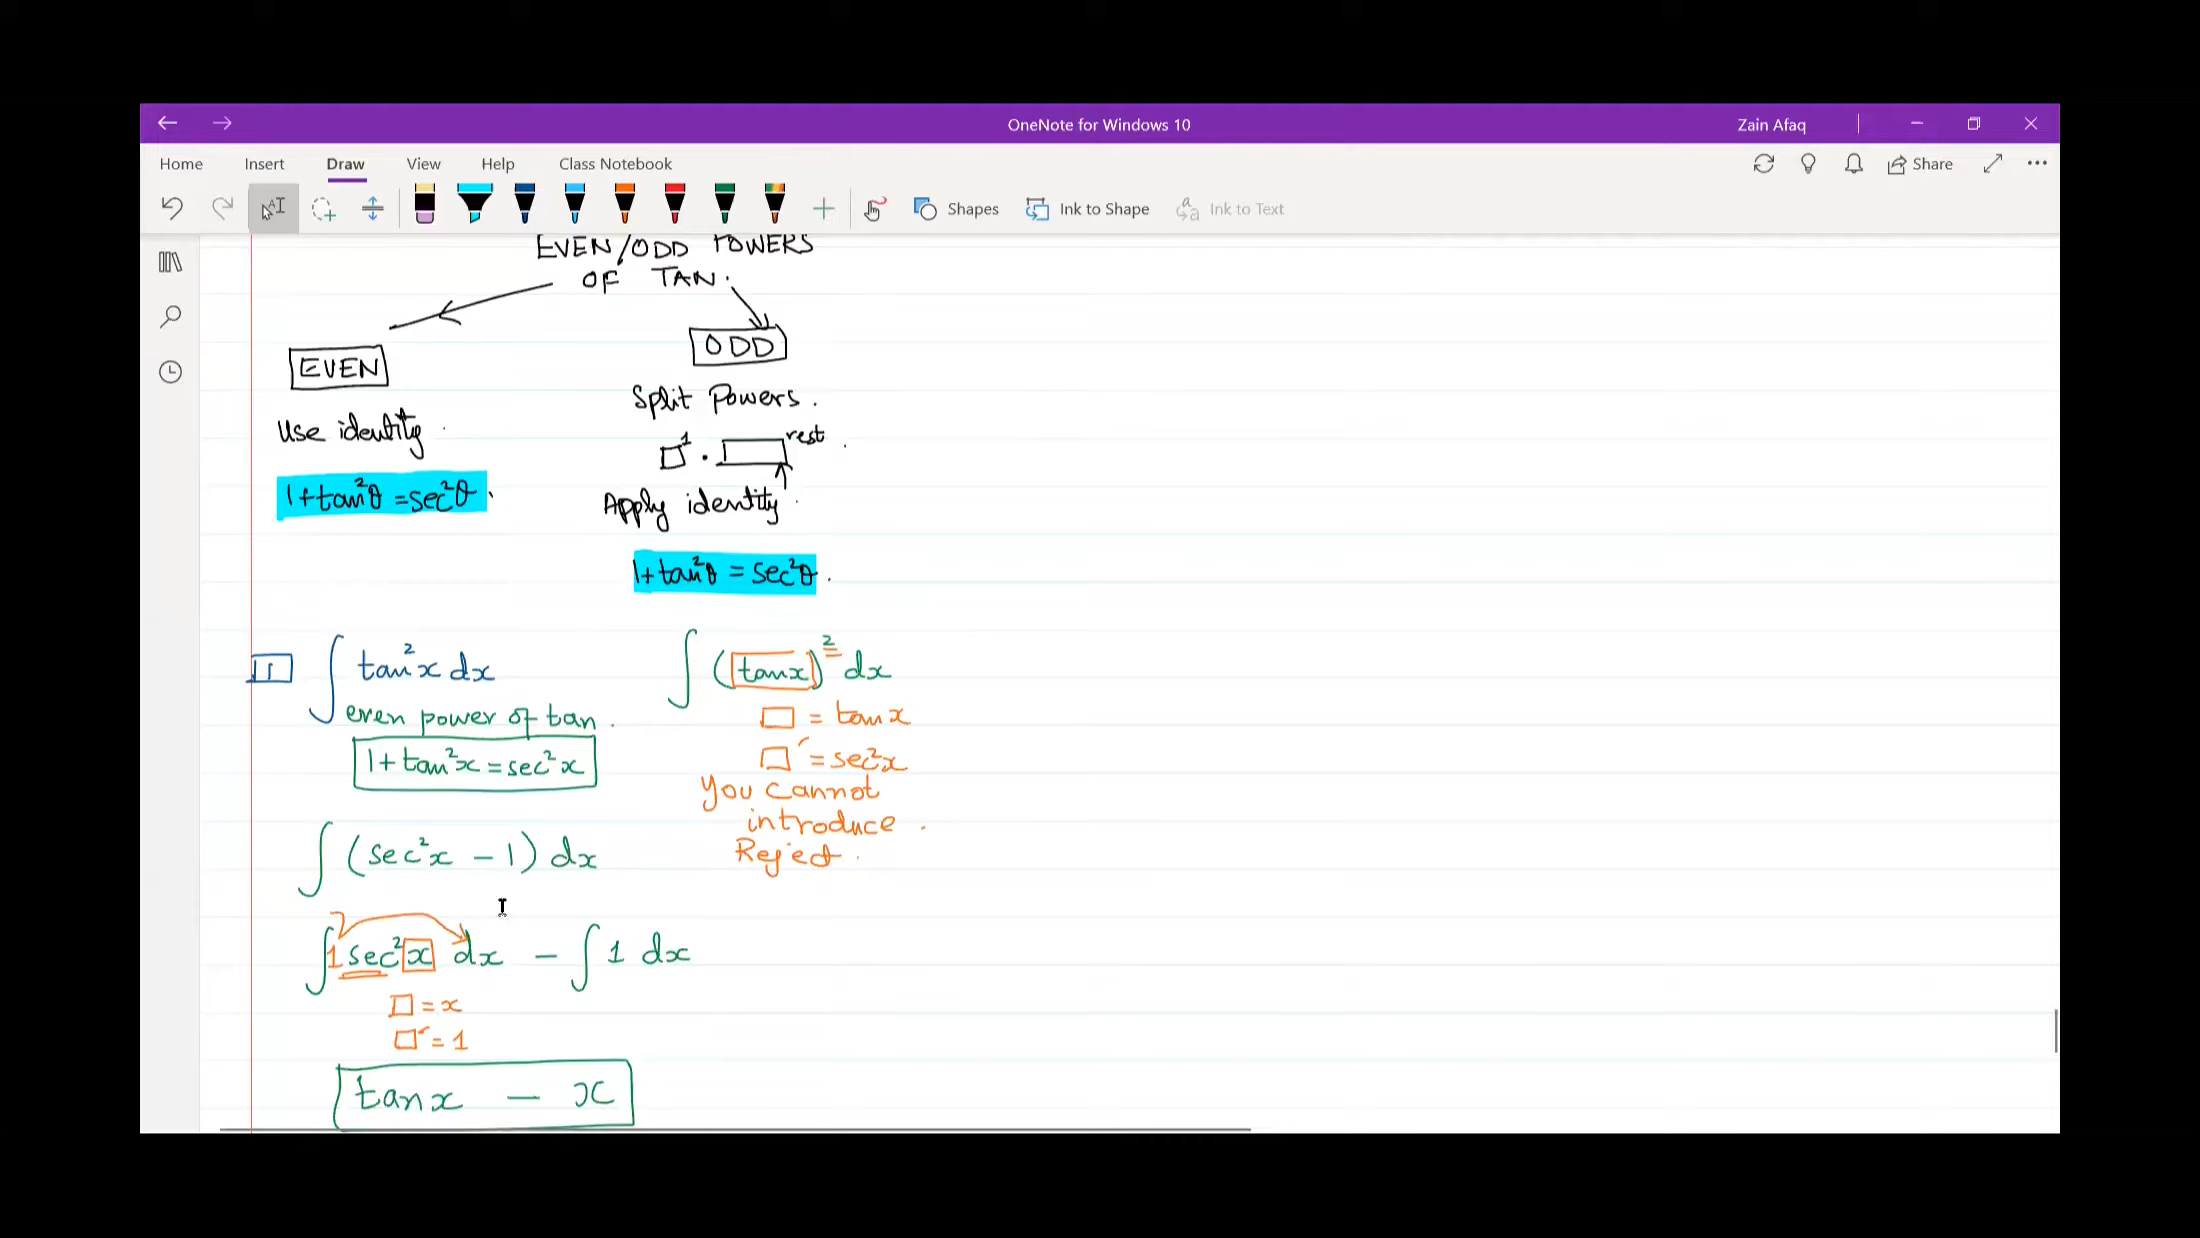 OneNote for Windows 10
Zain Afaq
Home Insert Draw View Help Class Notebook
Share
Shapes Ink to Shape Ink to Text
EVEN/ODD POWERS
OF TAN.
EVEN
Use identity.
1+tan²θ = sec²θ.
ODD
Split Powers.
□¹ · □ rest.
Apply identity.
1+tan²θ = sec²θ.
∫ tan²x dx
even power of tan.
1+tan²x = sec²x
∫ (sec²x − 1) dx
∫ 1 sec²x dx − ∫ 1 dx
□ = x
□′ = 1
tanx − x
∫ (tanx)² dx
□ = tanx
□′ = sec²x
You cannot
introduce.
Reject.